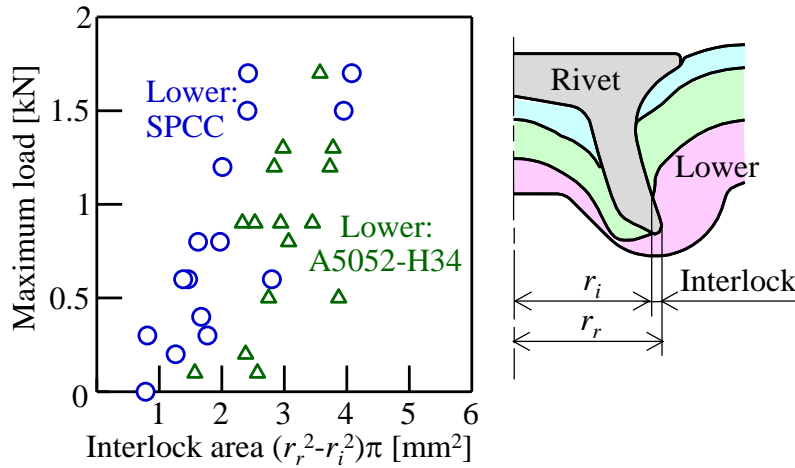 2
1.5
1
0.5
0
1 2 3 4 5 6
Maximum load [kN]
Interlock area (rᵣ²-rᵢ²)π [mm²]
Lower:
SPCC
Lower:
A5052-H34
Rivet
Lower
Interlock
rᵢ
rᵣ